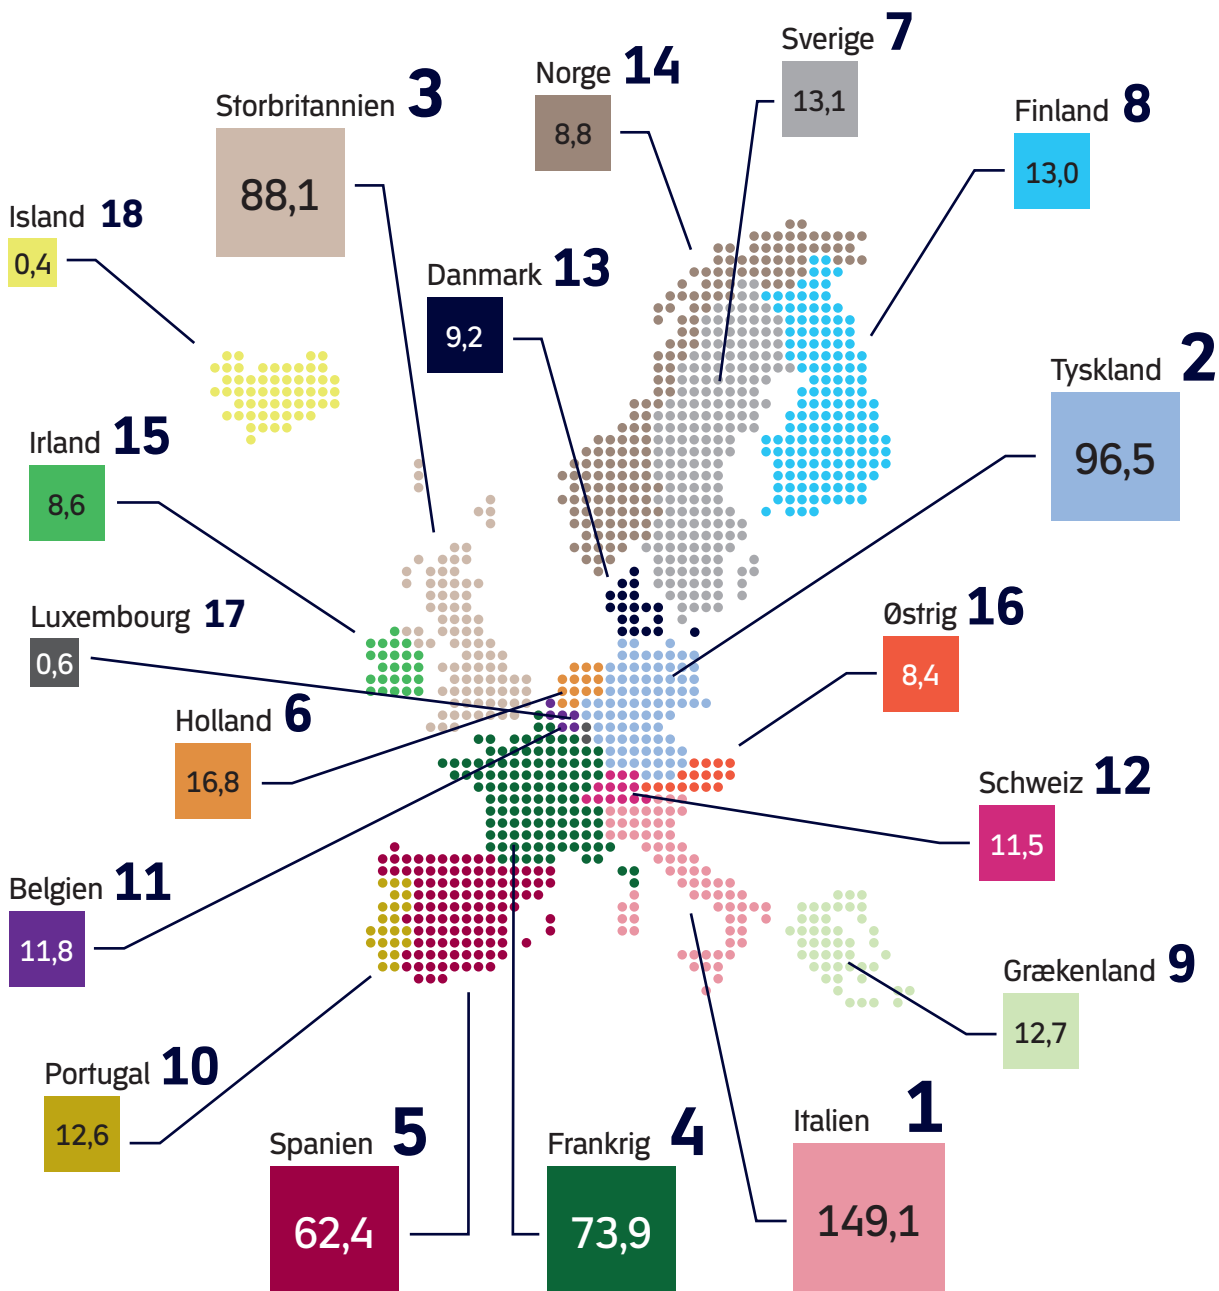 Sverige 7
13,1
Norge 14
8,8
Storbritannien 3
88,1
Finland 8
13,0
Island 18
0,4
Danmark 13
9,2
Tyskland 2
96,5
Irland 15
8,6
Luxembourg 17
0,6
Østrig 16
8,4
Holland 6
16,8
Schweiz 12
11,5
Belgien 11
11,8
Grækenland 9
12,7
Portugal 10
12,6
Spanien 5
62,4
Frankrig 4
73,9
Italien 1
149,1